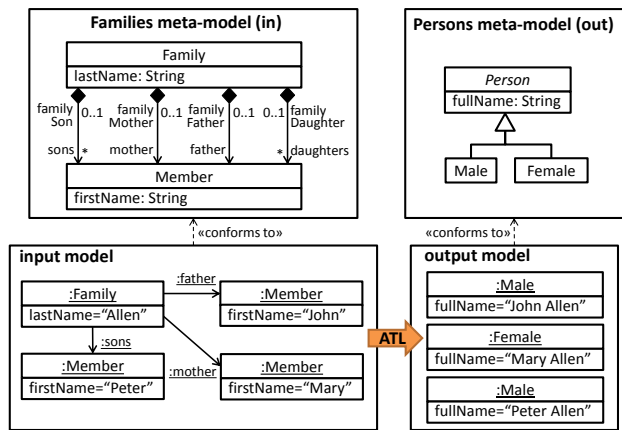 Families meta-model (in)
Family
lastName: String
family
Son
0..1
family
Mother
0..1
family
Father
0..1
0..1
family
Daughter
sons
*
mother
father
*
daughters
Member
firstName: String
Persons meta-model (out)
Person
fullName: String
Male
Female
«conforms to»
«conforms to»
input model
:Family
lastName="Allen"
:father
:Member
firstName="John"
:sons
:Member
firstName="Peter"
:mother
:Member
firstName="Mary"
ATL
output model
:Male
fullName="John Allen"
:Female
fullName="Mary Allen"
:Male
fullName="Peter Allen"